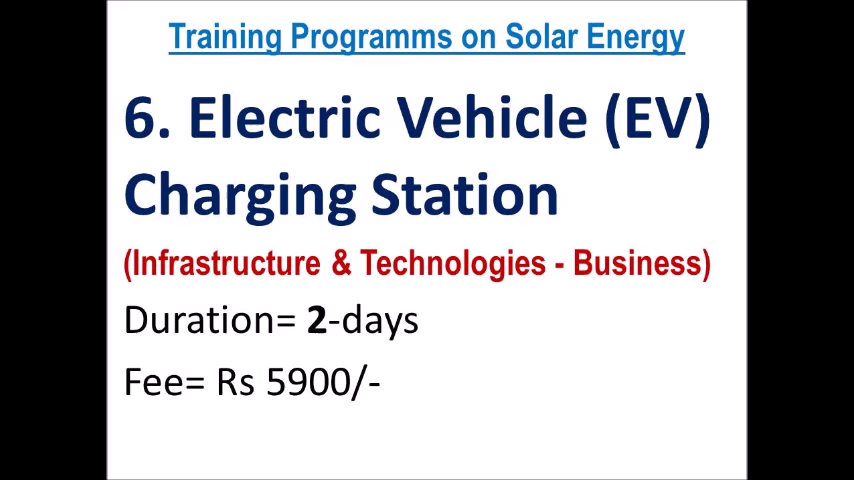 Training Programms on Solar Energy
6. Electric Vehicle (EV)
Charging Station
(Infrastructure & Technologies - Business)
Duration= 2-days
Fee= Rs 5900/-